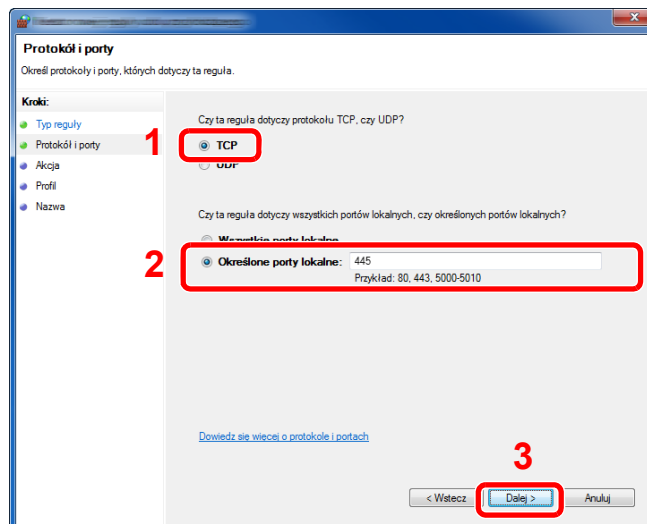 Protokół i porty
Określ protokoły i porty, których dotyczy ta reguła.
Kroki:
Typ reguły
Protokół i porty
Akcja
Profil
Nazwa
Czy ta reguła dotyczy protokołu TCP, czy UDP?
1
TCP
UDP
Czy ta reguła dotyczy wszystkich portów lokalnych, czy określonych portów lokalnych?
Wszystkie porty lokalne
2
Określone porty lokalne: 445
Przykład: 80, 443, 5000-5010
Dowiedz się więcej o protokole i portach
3
< Wstecz Dalej > Anuluj